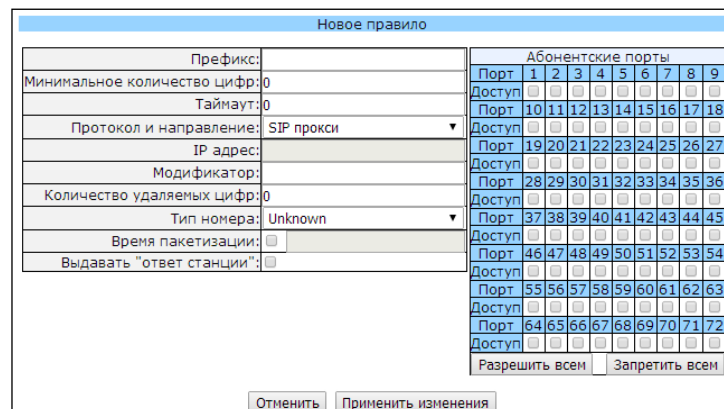 Новое правило
Префикс:
Минимальное количество цифр: 0
Таймаут: 0
Протокол и направление: SIP прокси
IP адрес:
Модификатор:
Количество удаляемых цифр: 0
Тип номера: Unknown
Время пакетизации:
Выдавать "ответ станции":
Абонентские порты
Порт 1 2 3 4 5 6 7 8 9
Доступ
Порт 10 11 12 13 14 15 16 17 18
Доступ
Порт 19 20 21 22 23 24 25 26 27
Доступ
Порт 28 29 30 31 32 33 34 35 36
Доступ
Порт 37 38 39 40 41 42 43 44 45
Доступ
Порт 46 47 48 49 50 51 52 53 54
Доступ
Порт 55 56 57 58 59 60 61 62 63
Доступ
Порт 64 65 66 67 68 69 70 71 72
Доступ
Разрешить всем Запретить всем
Отменить Применить изменения